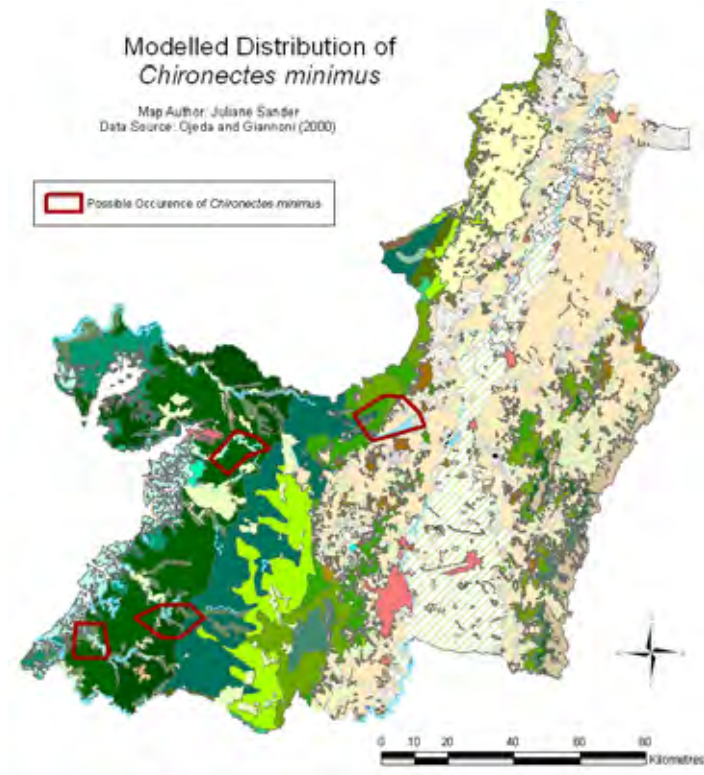 Modelled Distribution of
Chironectes minimus
Map Author: Juliane Sander
Data Source: Ojeda and Giannoni (2000)
Possible Occurence of Chironectes minimus
0 10 20 40 60 80
Kilometres